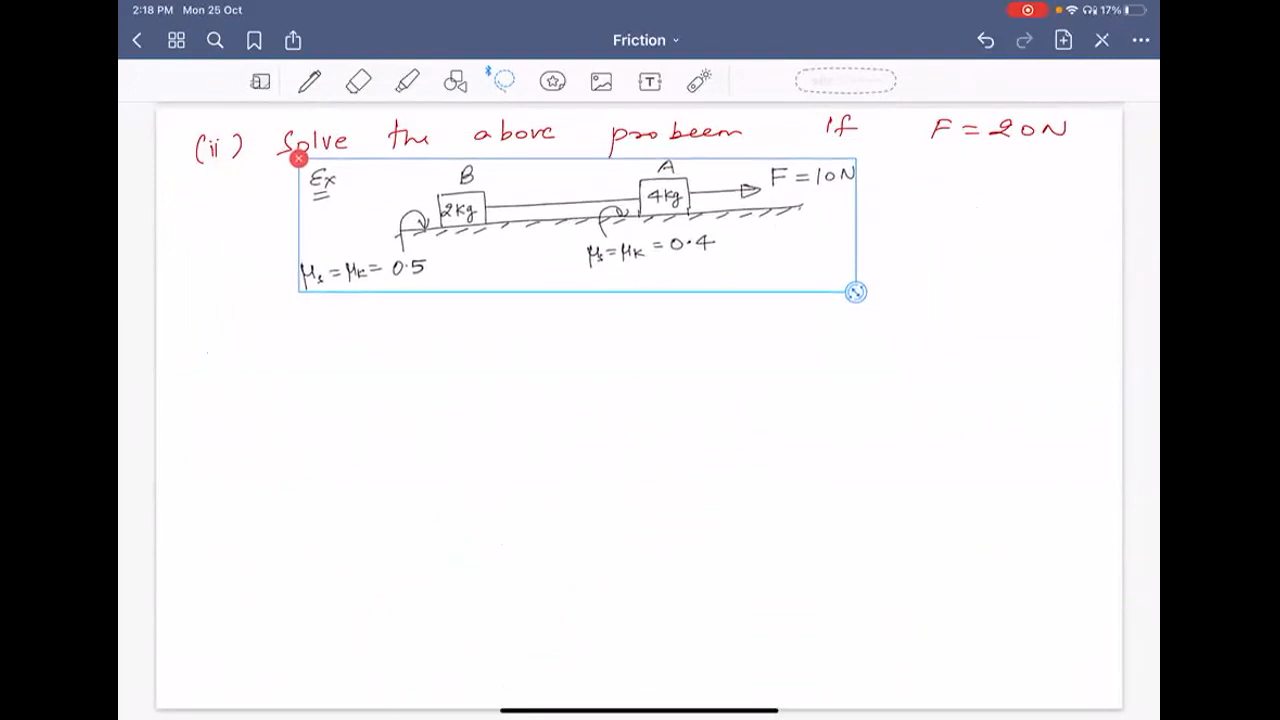 2:18 PM Mon 25 Oct
17%
Friction
T
(ii) Solve the above probeem If F = 20N
Ex B A F = 10N
2kg 4kg
μs = μK = 0.4
μs = μK = 0.5